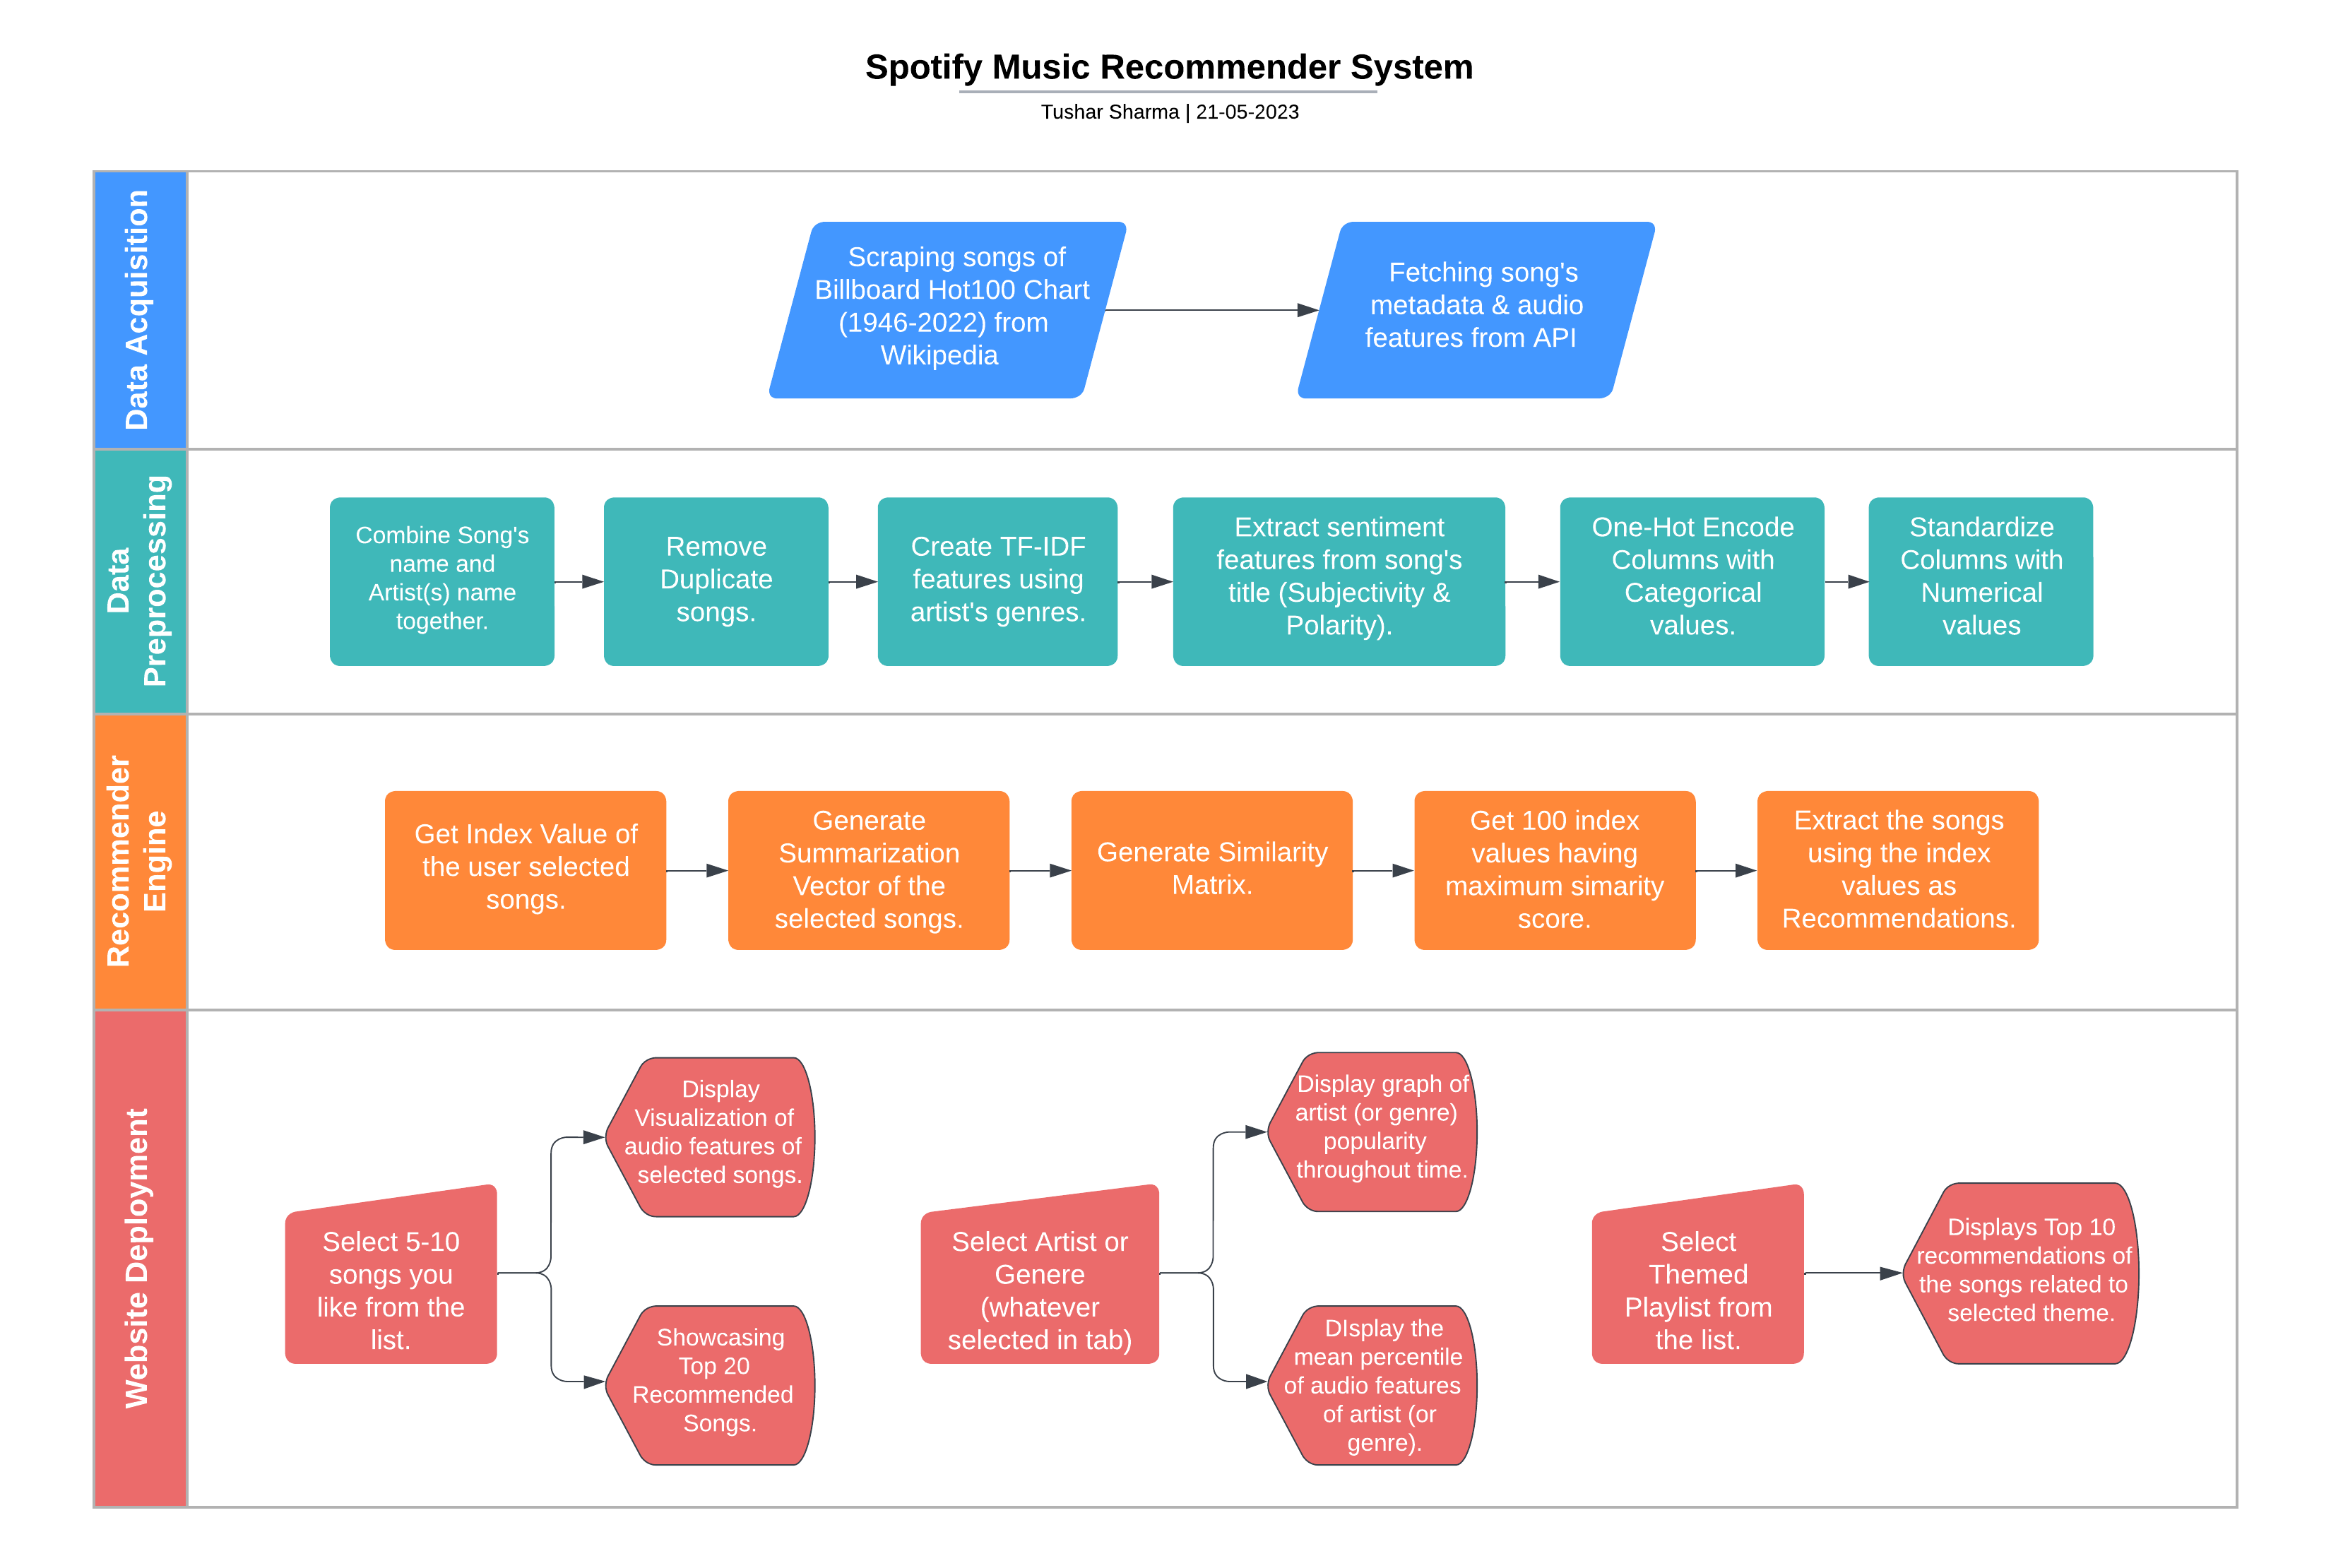 Spotify Music Recommender System
Tushar Sharma | 21-05-2023
Data Acquisition
Scraping songs of
Billboard Hot100 Chart
(1946-2022) from
Wikipedia
Fetching song's
metadata & audio
features from API
Data
Preprocessing
Combine Song's
name and
Artist(s) name
together.
Remove
Duplicate
songs.
Create TF-IDF
features using
artist's genres.
Extract sentiment
features from song's
title (Subjectivity &
Polarity).
One-Hot Encode
Columns with
Categorical
values.
Standardize
Columns with
Numerical
values
Recommender
Engine
Get Index Value of
the user selected
songs.
Generate
Summarization
Vector of the
selected songs.
Generate Similarity
Matrix.
Get 100 index
values having
maximum simarity
score.
Extract the songs
using the index
values as
Recommendations.
Website Deployment
Select 5-10
songs you
like from the
list.
Display
Visualization of
audio features of
selected songs.
Showcasing
Top 20
Recommended
Songs.
Select Artist or
Genere
(whatever
selected in tab)
Display graph of
artist (or genre)
popularity
throughout time.
DIsplay the
mean percentile
of audio features
of artist (or
genre).
Select
Themed
Playlist from
the list.
Displays Top 10
recommendations of
the songs related to
selected theme.